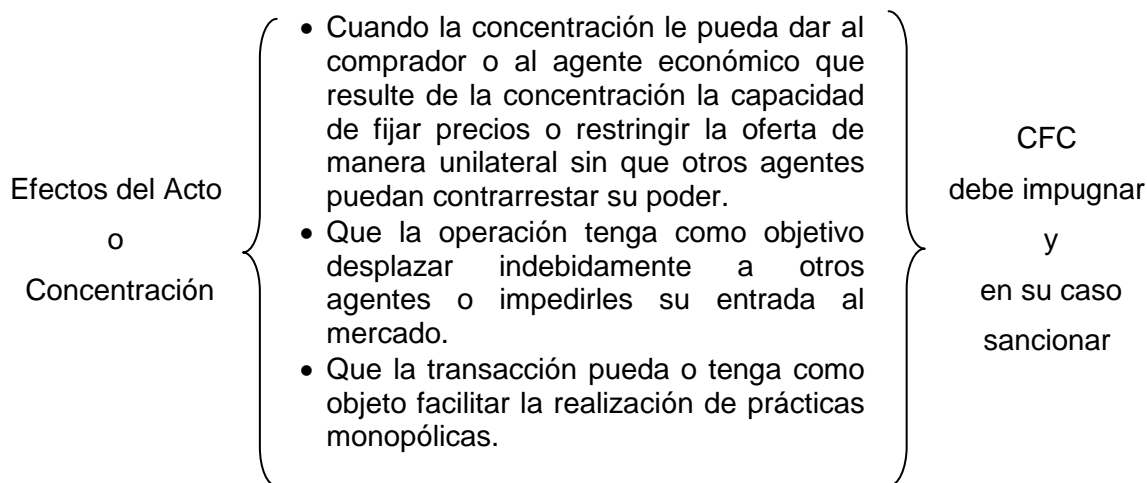 Efectos del Acto
o
Concentración
• Cuando la concentración le pueda dar al
comprador o al agente económico que
resulte de la concentración la capacidad
de fijar precios o restringir la oferta de
manera unilateral sin que otros agentes
puedan contrarrestar su poder.
• Que la operación tenga como objetivo
desplazar indebidamente a otros
agentes o impedirles su entrada al
mercado.
• Que la transacción pueda o tenga como
objeto facilitar la realización de prácticas
monopólicas.
CFC
debe impugnar
y
en su caso
sancionar